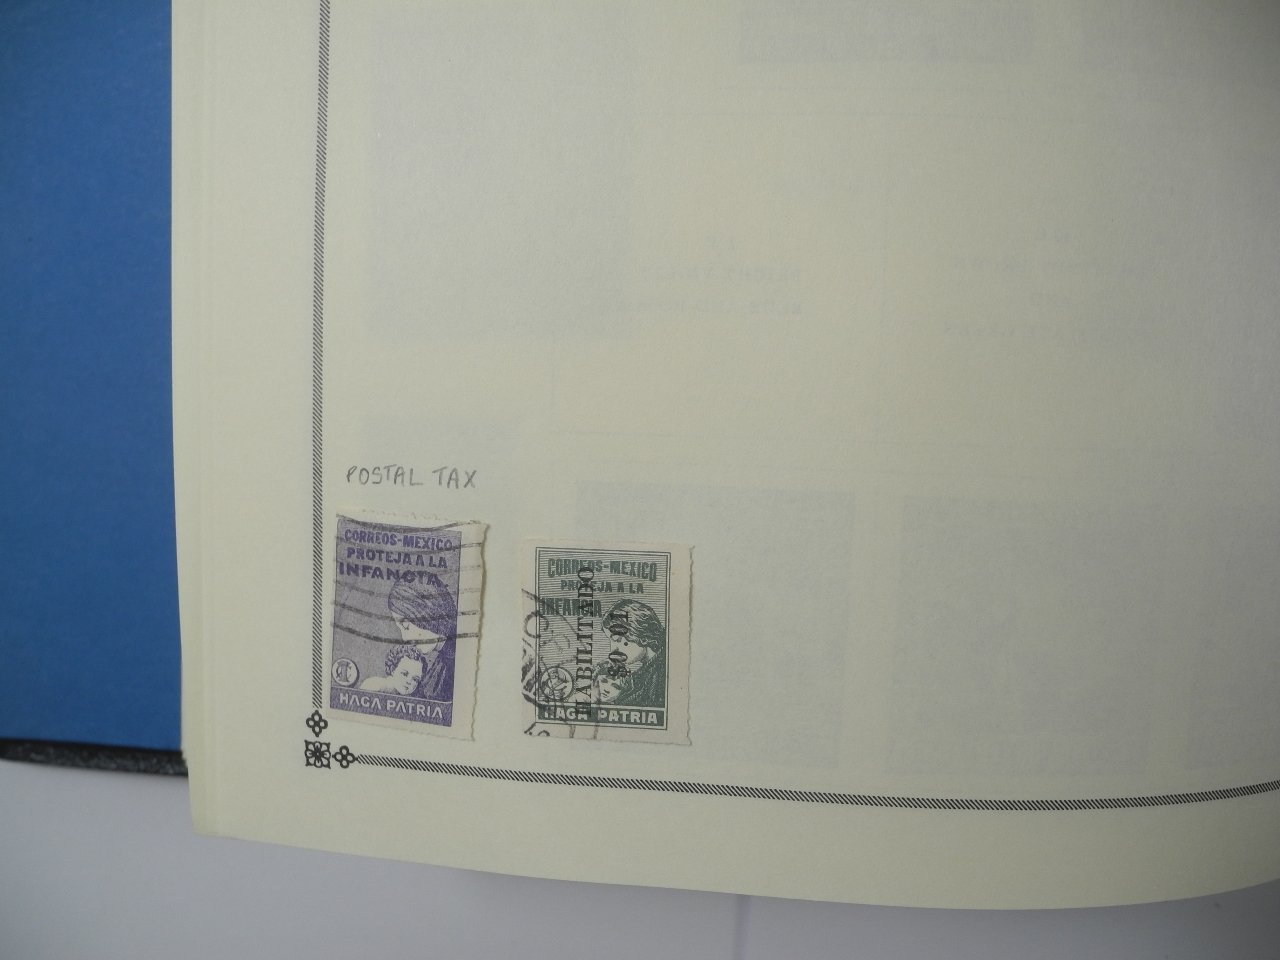 POSTAL TAX
CORREOS-MEXICO
PROTEJA A LA
INFANCIA
HAGA PATRIA
CORREOS-MEXICO
PROTEJA A LA
INFANCIA
HABILITADO
$0.01
HAGA PATRIA